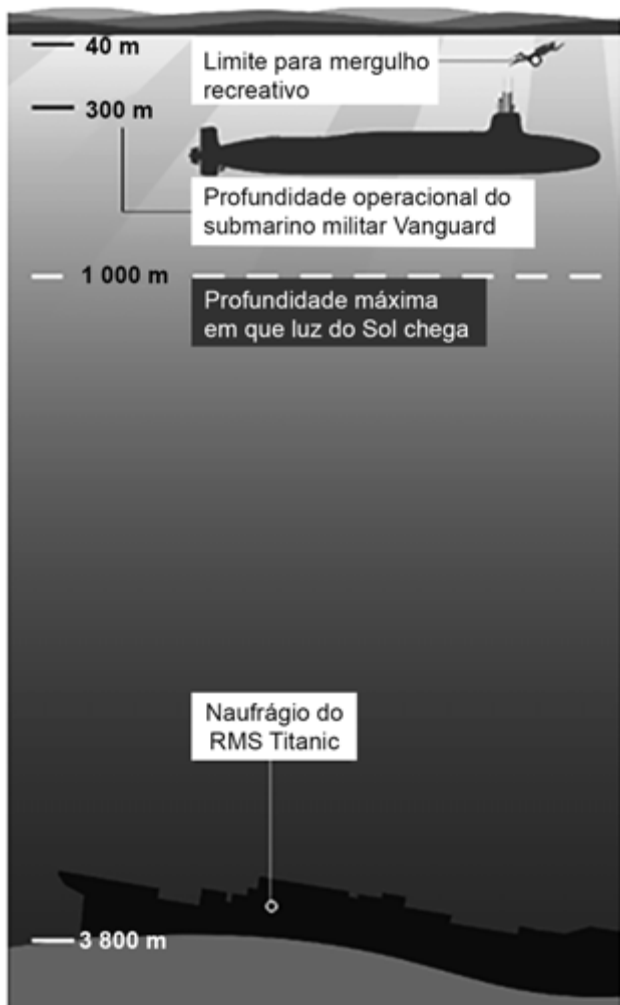 40 m
Limite para mergulho
recreativo
300 m
Profundidade operacional do
submarino militar Vanguard
1 000 m
Profundidade máxima
em que luz do Sol chega
Naufrágio do
RMS Titanic
3 800 m